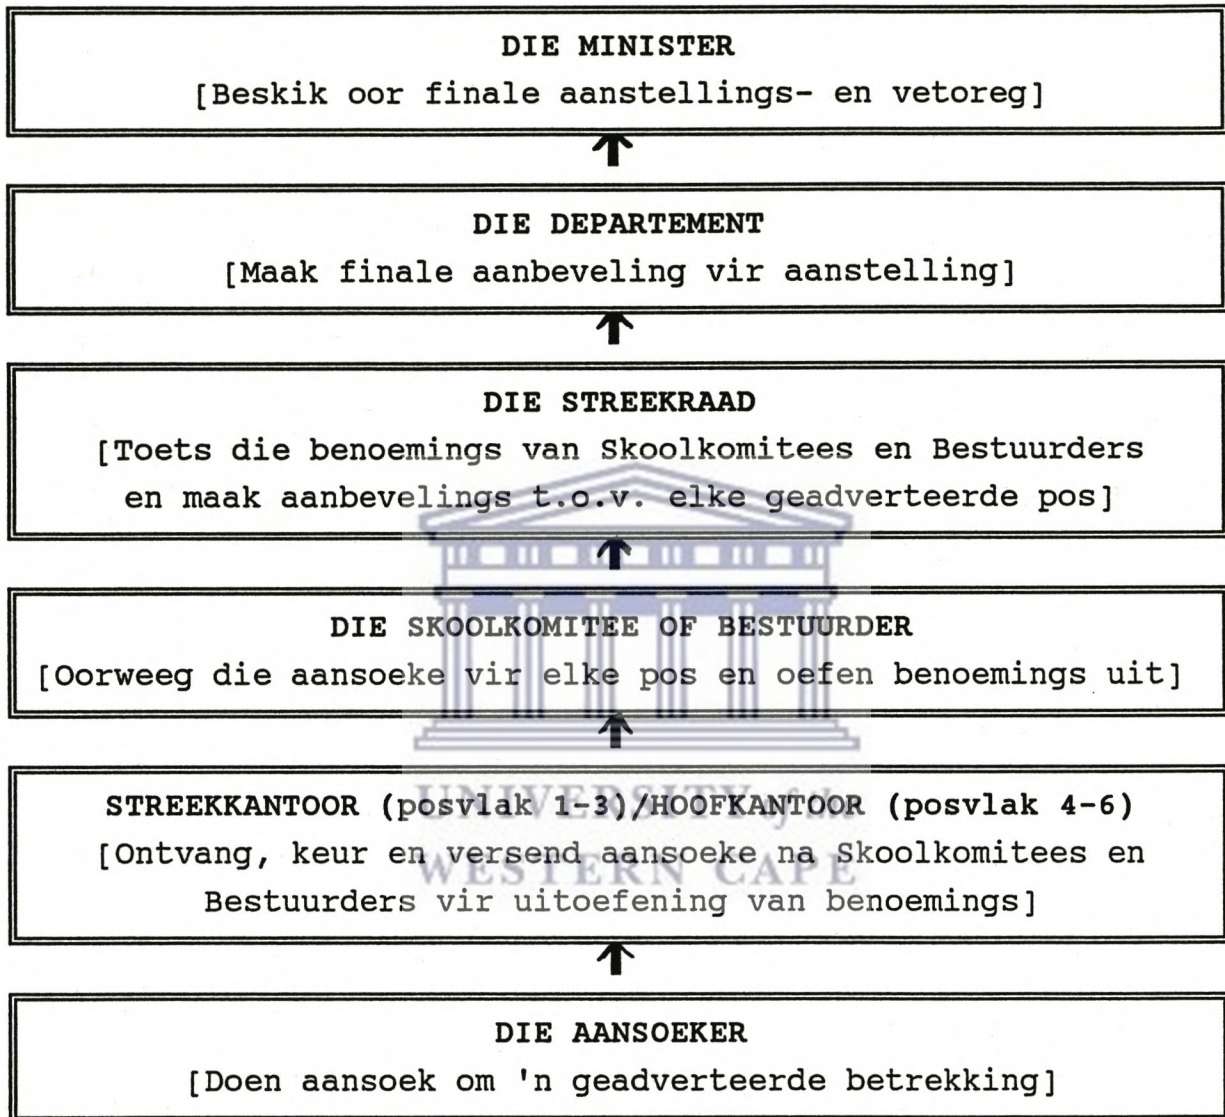 DIE MINISTER
[Beskik oor finale aanstellings- en vetoreg]
DIE DEPARTEMENT
[Maak finale aanbeveling vir aanstelling]
DIE STREEKRAAD
[Toets die benoemings van Skoolkomitees en Bestuurders
en maak aanbevelings t.o.v. elke geadverteerde pos]
DIE SKOOLKOMITEE OF BESTUURDER
[Oorweeg die aansoeke vir elke pos en oefen benoemings uit]
STREEKKANTOOR (posvlak 1-3)/HOOFKANTOOR (posvlak 4-6)
UNIVERSITY of the
[Ontvang, keur en versend aansoeke na Skoolkomitees en
WESTERN CAPE
Bestuurders vir uitoefening van benoemings]
DIE AANSOEKER
[Doen aansoek om 'n geadverteerde betrekking]